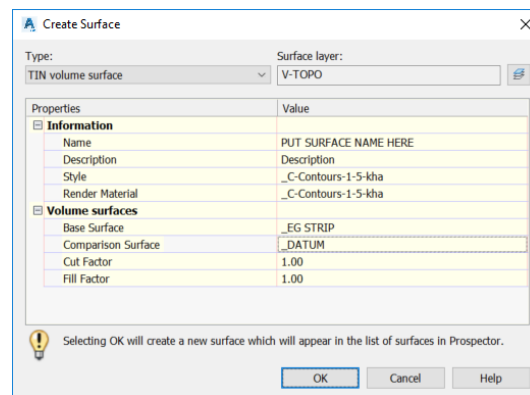 Create Surface
Type: Surface layer:
TIN volume surface V-TOPO
Properties Value
Information
Name PUT SURFACE NAME HERE
Description Description
Style _C-Contours-1-5-kha
Render Material _C-Contours-1-5-kha
Volume surfaces
Base Surface _EG STRIP
Comparison Surface _DATUM
Cut Factor 1.00
Fill Factor 1.00
Selecting OK will create a new surface which will appear in the list of surfaces in Prospector.
OK Cancel Help